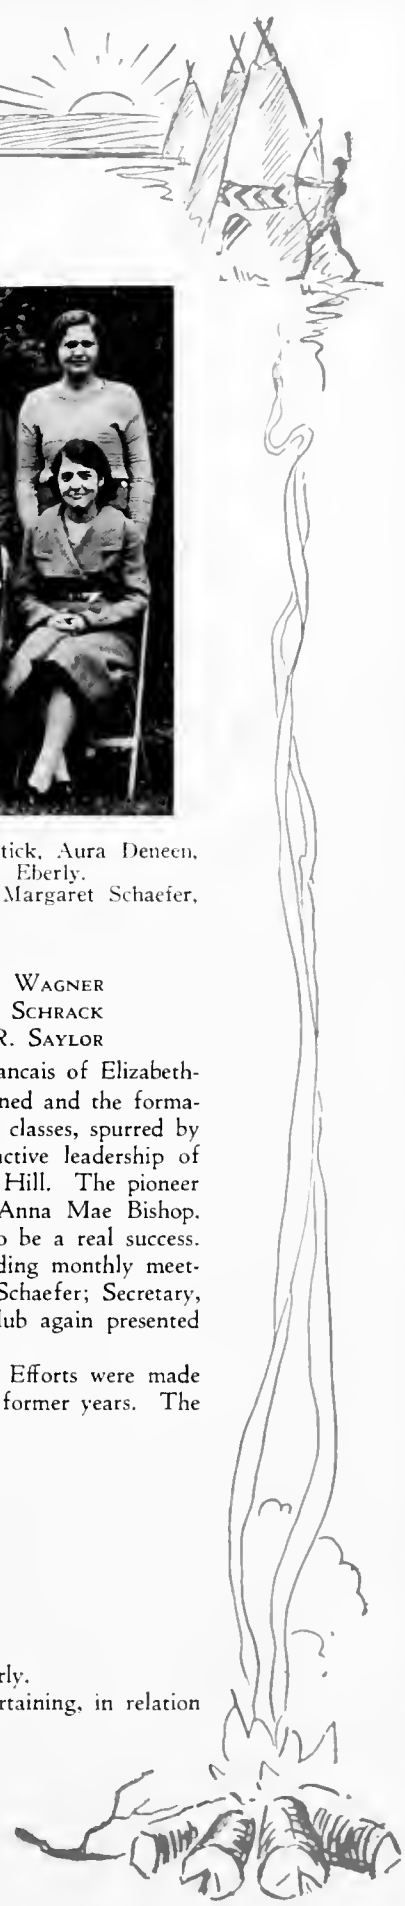 tick, Aura Deneen,
Eberly.
Margaret Schaefer,
WAGNER
SCHRACK
R. SAYLOR
ancais of Elizabeth-
ned and the forma-
classes, spurred by
active leadership of
Hill. The pioneer
Anna Mae Bishop.
o be a real success.
ding monthly meet-
Schaefer; Secretary,
lub again presented
Efforts were made
former years. The
rly.
rtaining, in relation